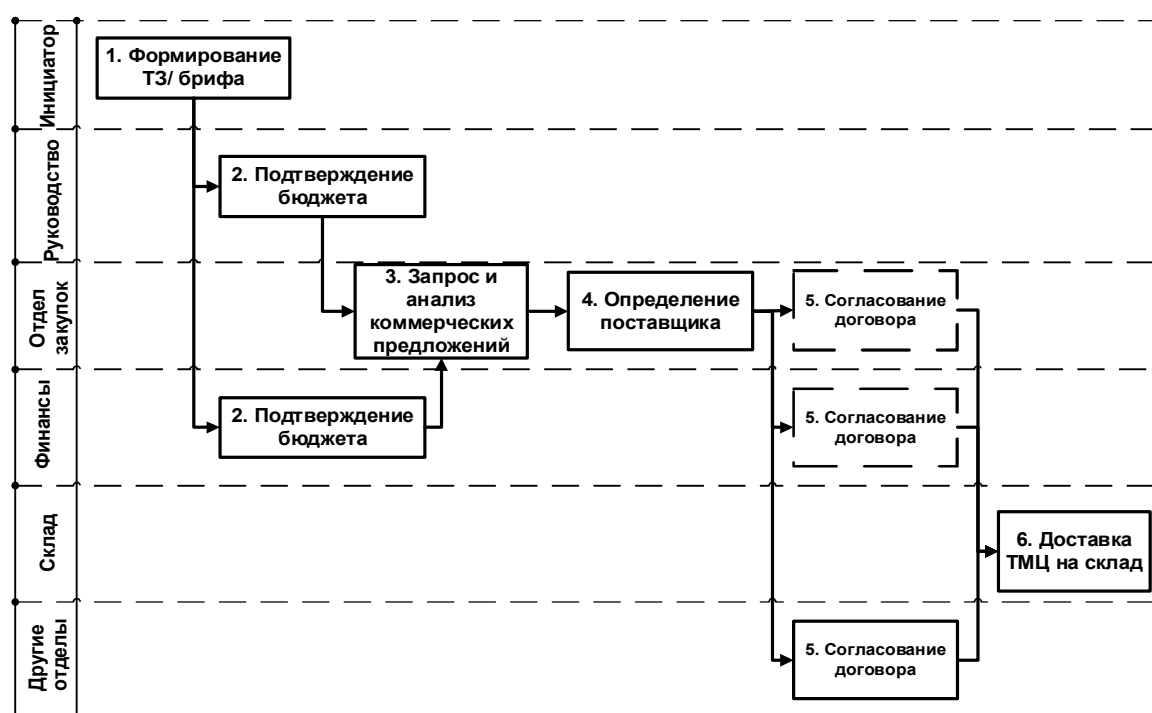 Инициатор
1. Формирование
ТЗ/ брифа
Руководство
2. Подтверждение
бюджета
Отдел
закупок
3. Запрос и
анализ
коммерческих
предложений
4. Определение
поставщика
5. Согласование
договора
Финансы
2. Подтверждение
бюджета
5. Согласование
договора
Склад
6. Доставка
ТМЦ на склад
Другие
отделы
5. Согласование
договора